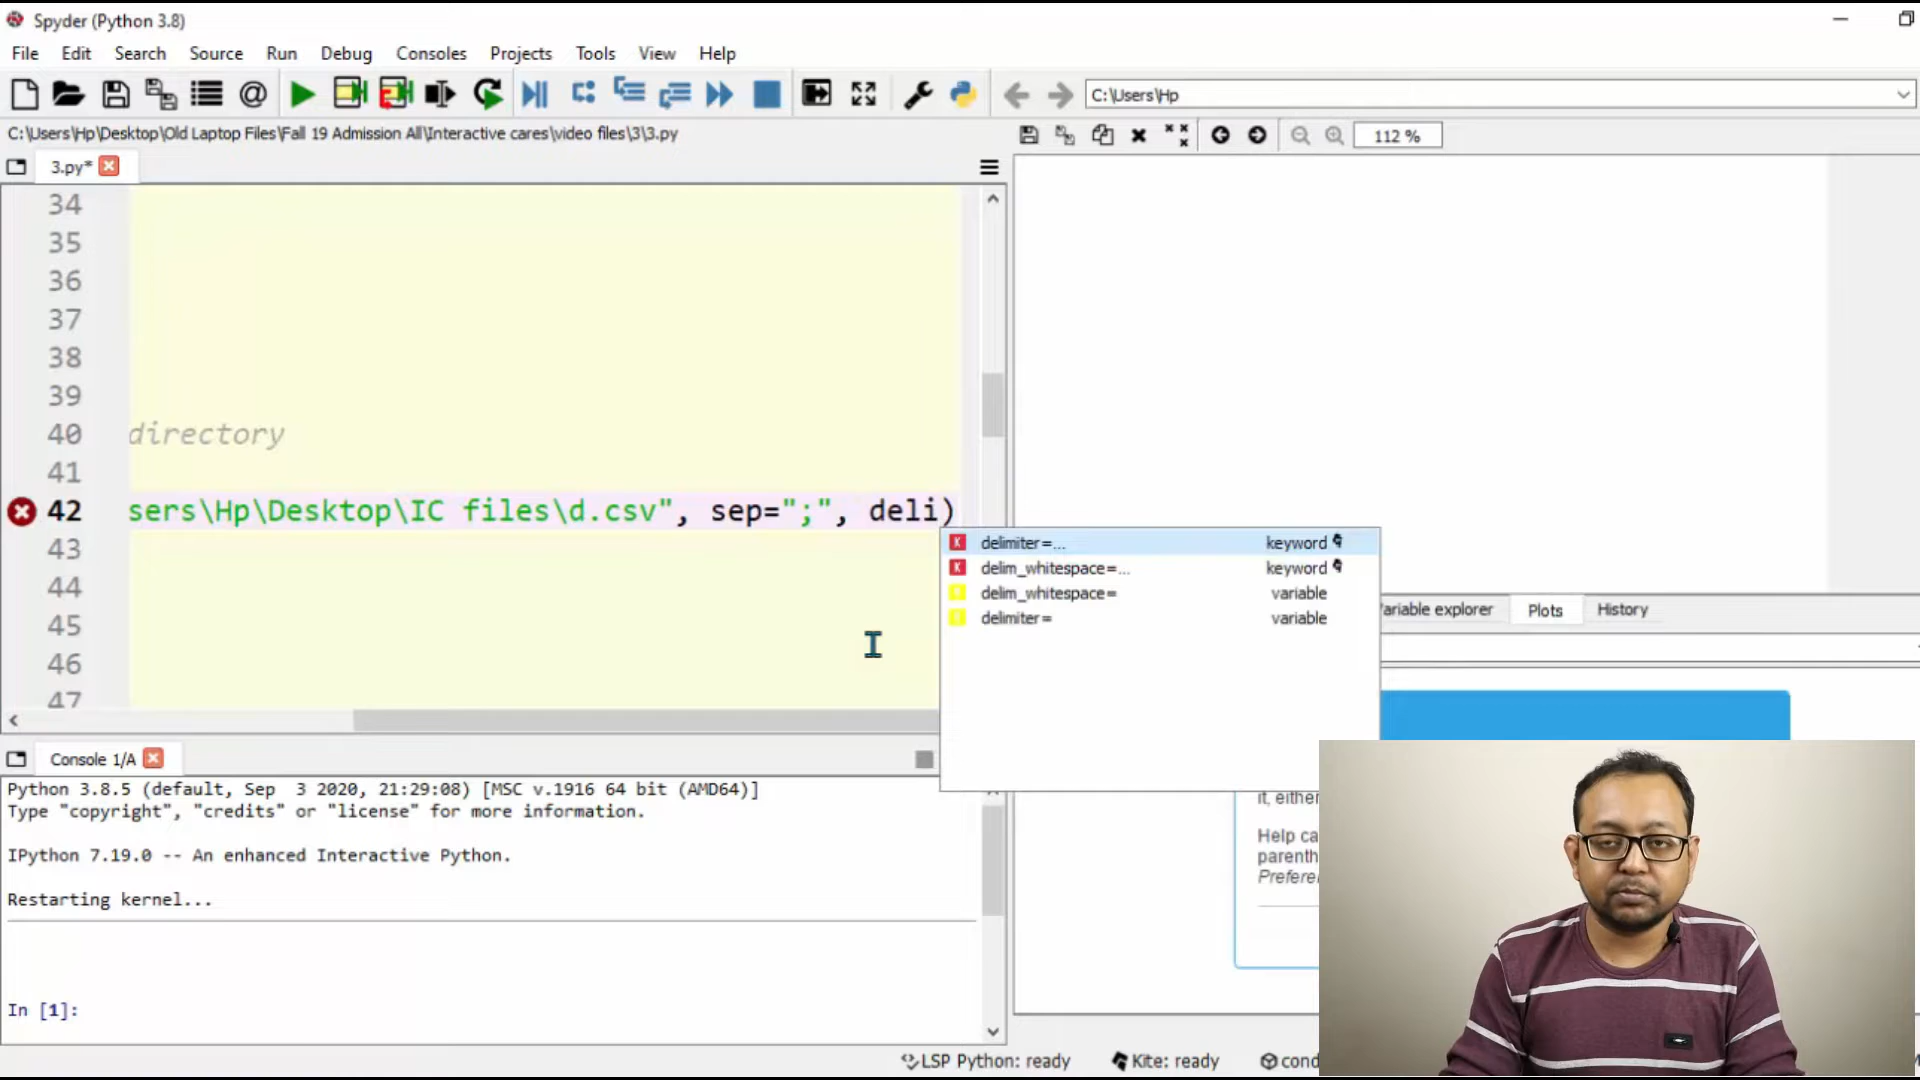 Spyder (Python 3.8)
File Edit Search Source Run Debug Consoles Projects Tools View Help
C:\Users\Hp
C:\Users\Hp\Desktop\Old Laptop Files\Fall 19 Admission All\Interactive cares\video files\3\3.py
112 %
3.py*
34
35
36
37
38
39
40 directory
41
42 sers\Hp\Desktop\IC files\d.csv", sep=";", deli)
43
44
45
46
47
K delimiter=... keyword
K delim_whitespace=... keyword
delim_whitespace= variable
delimiter= variable
ariable explorer Plots History
Console 1/A
Python 3.8.5 (default, Sep  3 2020, 21:29:08) [MSC v.1916 64 bit (AMD64)]
Type "copyright", "credits" or "license" for more information.
IPython 7.19.0 -- An enhanced Interactive Python.
Restarting kernel...
In [1]:
it, either
Help ca
parenth
Prefere
LSP Python: ready Kite: ready cond